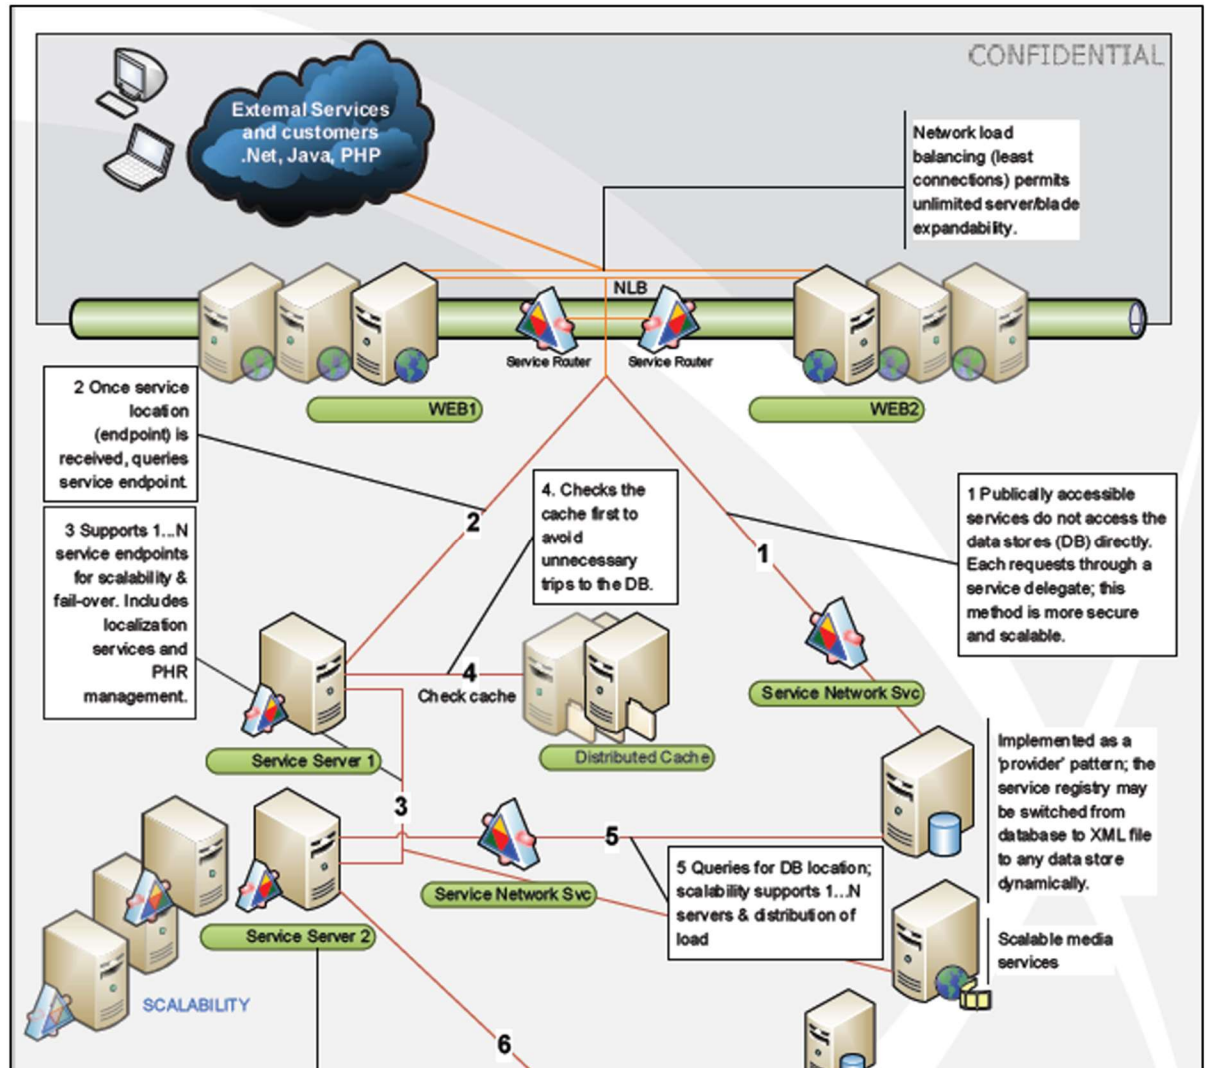 CONFIDENTIAL
External Services
and customers
.Net, Java, PHP
Network load
balancing (least
connections) permits
unlimited server/blade
expandability.
NLB
Service Router
Service Router
WEB1
WEB2
2 Once service
location
(endpoint) is
received, queries
service endpoint.
3 Supports 1...N
service endpoints
for scalability &
fail-over. Includes
localization
services and
PHR
management.
2
4. Checks the
cache first to
avoid
unnecessary
trips to the DB.
1
1 Publically accessible
services do not access the
data stores (DB) directly.
Each requests through a
service delegate; this
method is more secure
and scalable.
4
Check cache
Service Network Svc
Service Server 1
Distributed Cache
Implemented as a
'provider' pattern; the
service registry may
be switched from
database to XML file
to any data store
dynamically.
3
5
Service Network Svc
5 Queries for DB location;
scalability supports 1...N
servers & distribution of
load
Service Server 2
Scalable media
services
SCALABILITY
6